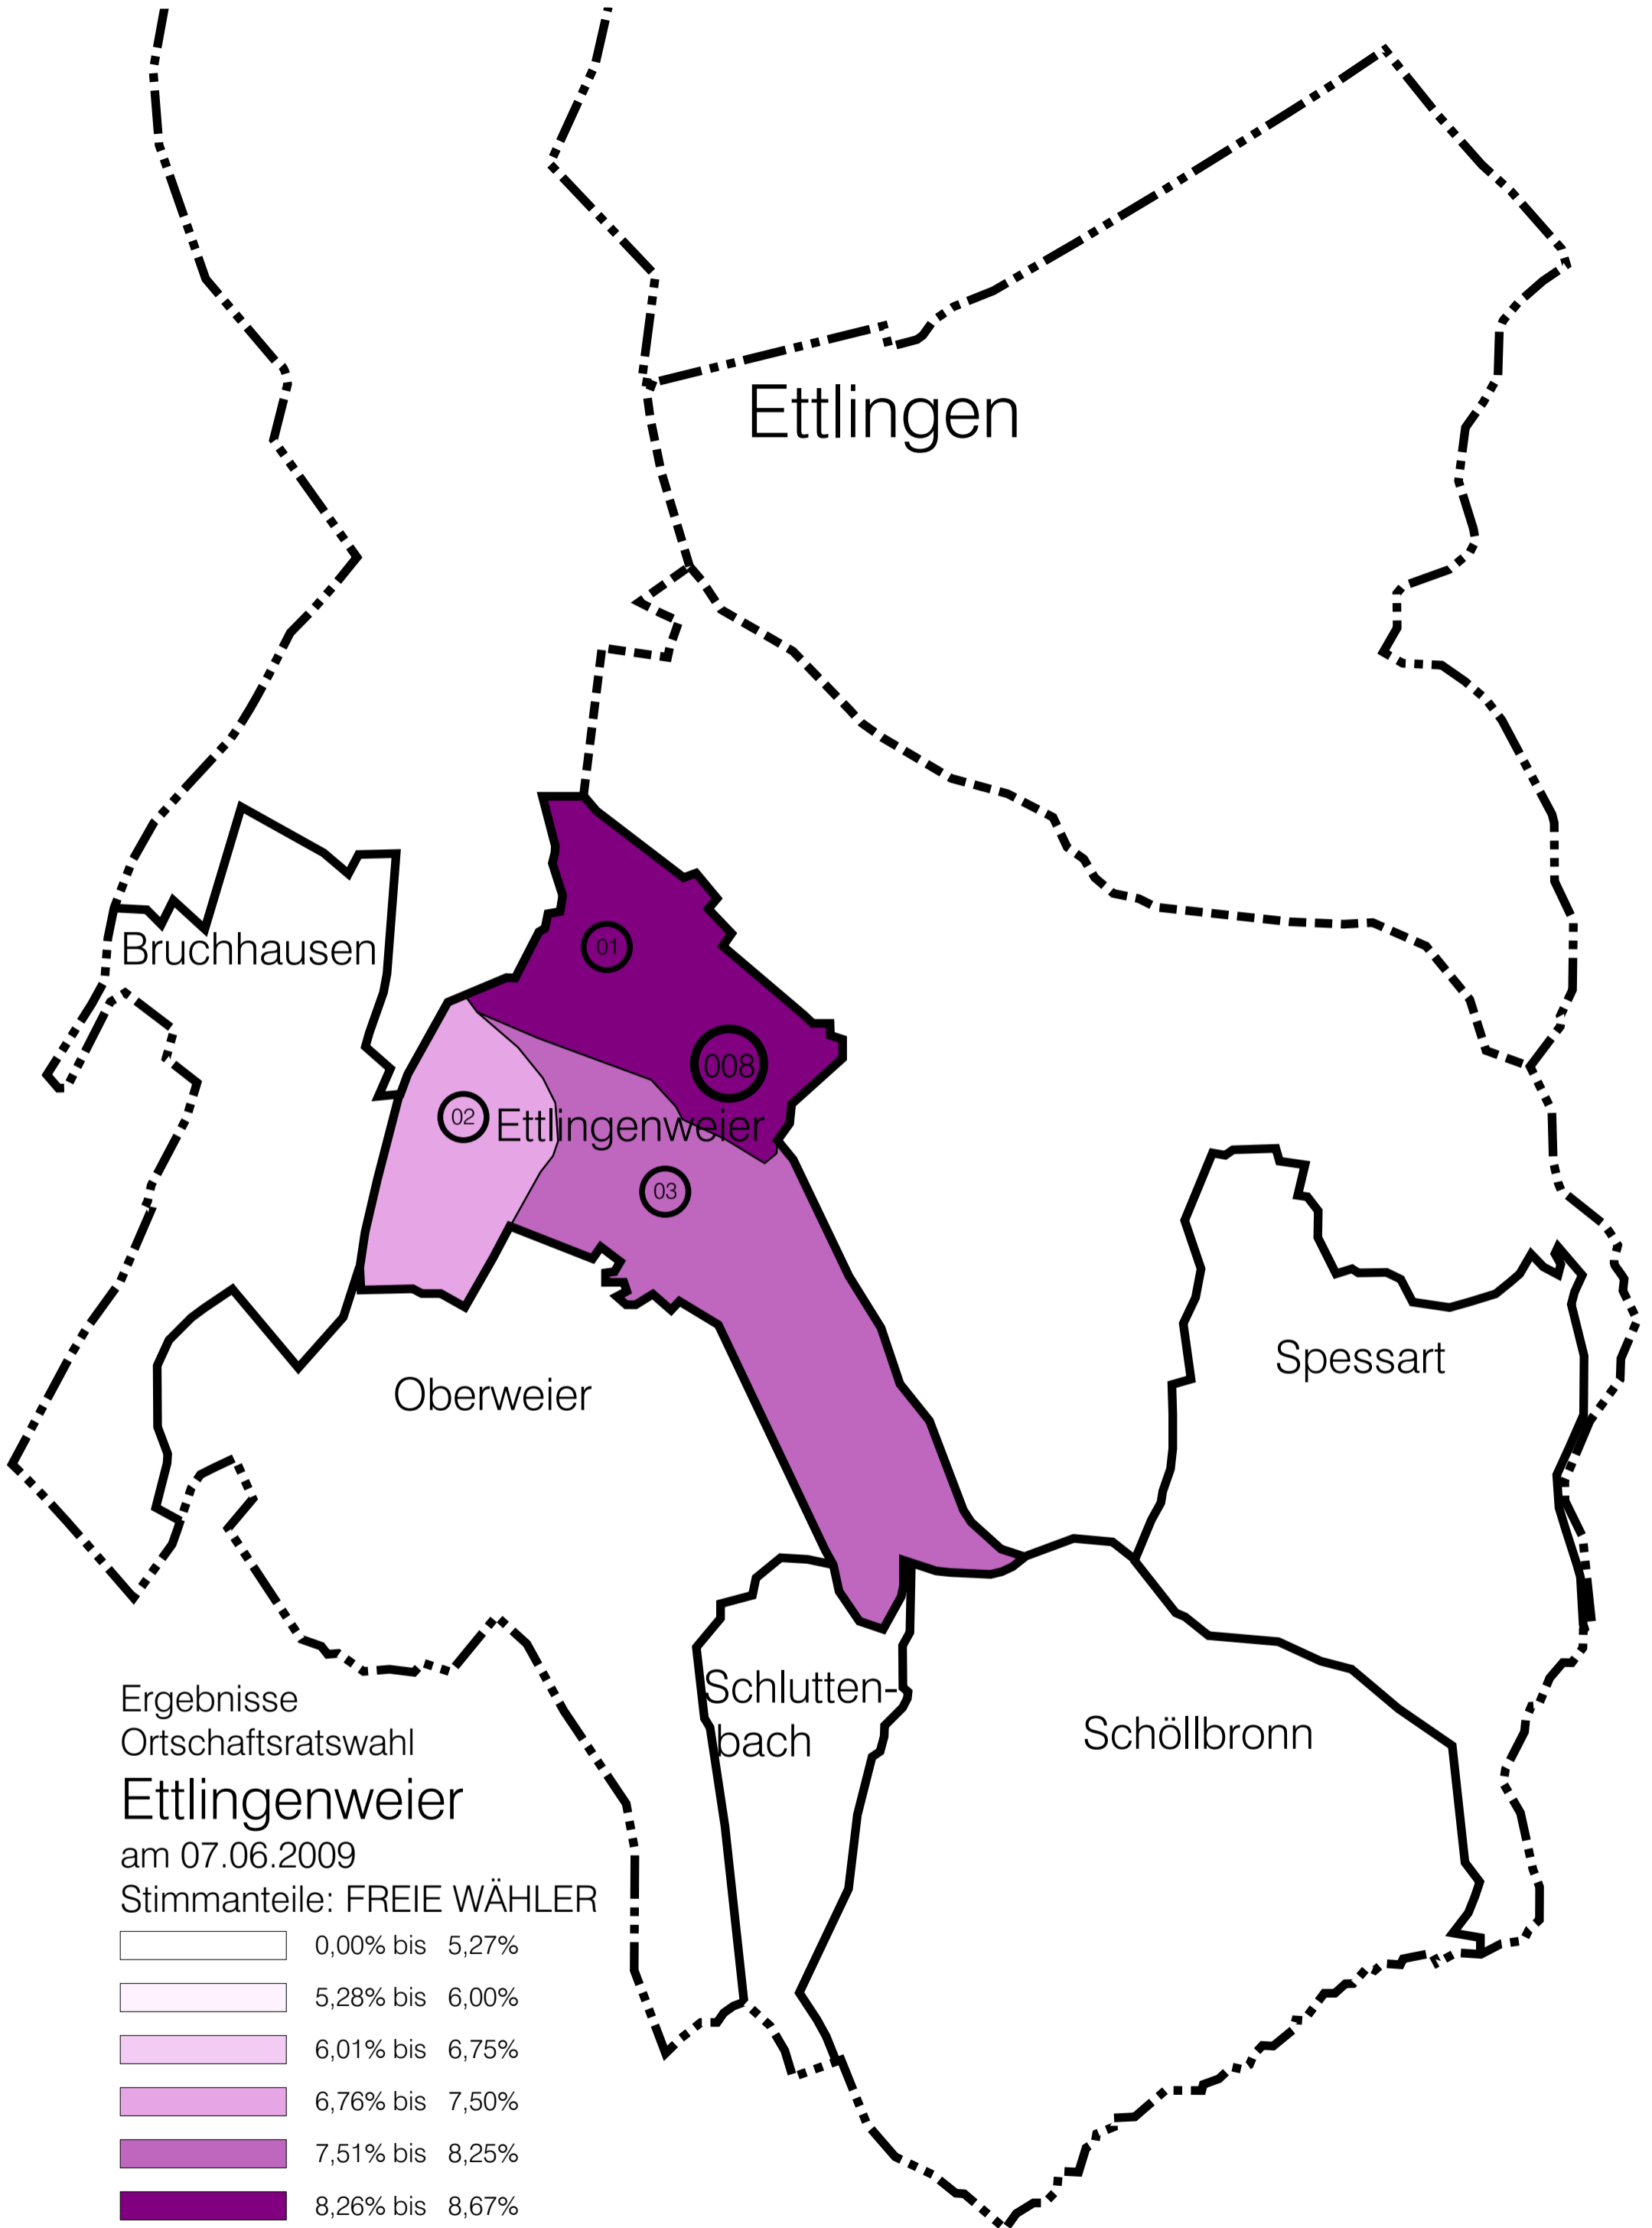 Ettlingen
Bruchhausen
01
008
02
Ettlingenweier
03
Spessart
Oberweier
Schlutten-
bach
Schöllbronn
Ergebnisse
Ortschaftsratswahl
Ettlingenweier
am 07.06.2009
Stimmanteile: FREIE WÄHLER
0,00% bis 5,27%
5,28% bis 6,00%
6,01% bis 6,75%
6,76% bis 7,50%
7,51% bis 8,25%
8,26% bis 8,67%